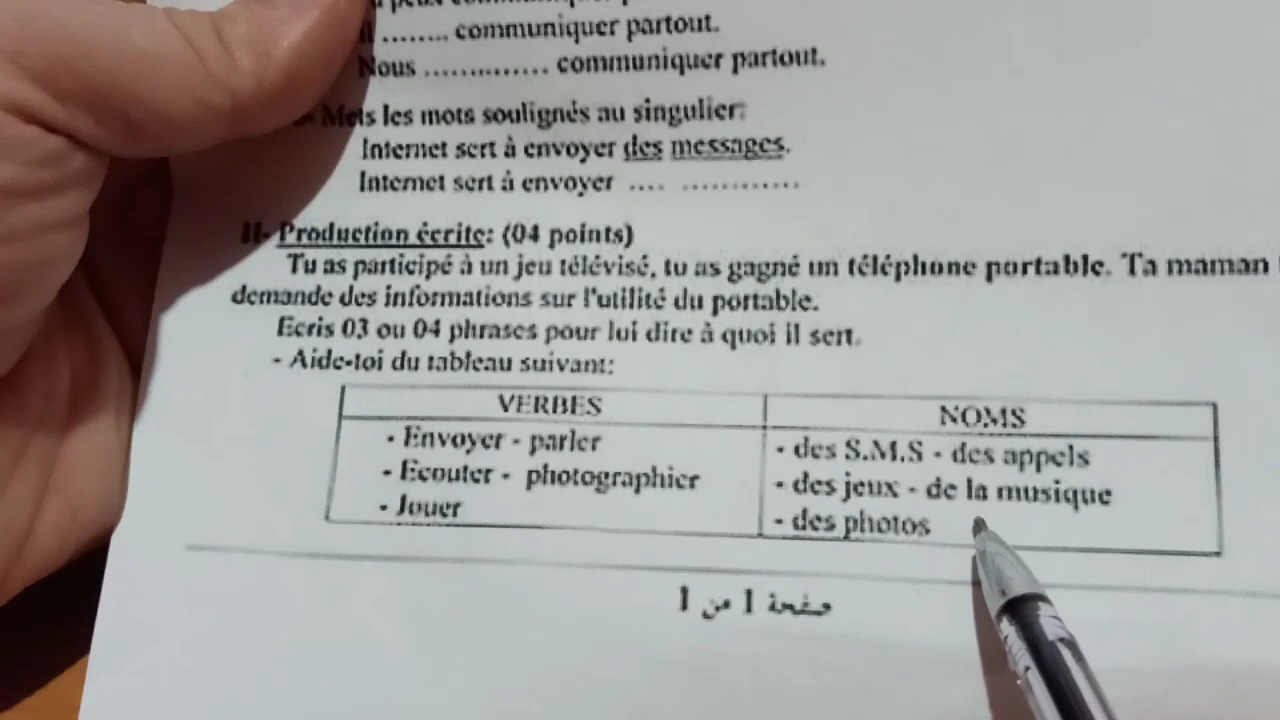 communiquer
Il ........ communiquer partout.
Nous .............. communiquer partout.
Mets les mots soulignés au singulier:
Internet sert à envoyer des messages.
Internet sert à envoyer .... ............
II- Production écrite: (04 points)
Tu as participé à un jeu télévisé, tu as gagné un téléphone portable. Ta maman
demande des informations sur l'utilité du portable.
Ecris 03 ou 04 phrases pour lui dire à quoi il sert.
- Aide-toi du tableau suivant:
VERBES
- Envoyer - parler
- Ecouter - photographier
- Jouer
NOMS
- des S.M.S - des appels
- des jeux - de la musique
- des photos
صفحة 1 من 1